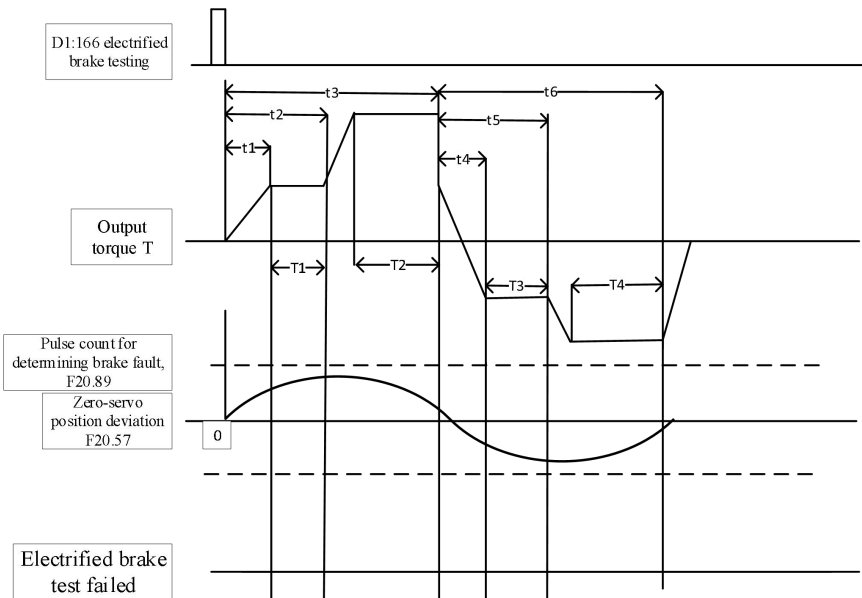 D1:166 electrified
brake testing
t3
t6
t2
t5
t1
t4
Output
torque T
T1
T2
T3
T4
Pulse count for
determining brake fault,
F20.89
Zero-servo
position deviation
F20.57
0
Electrified brake
test failed